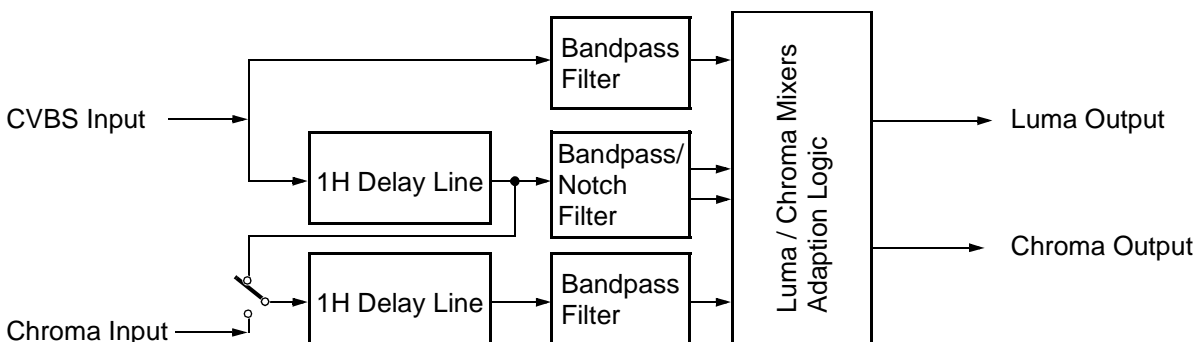 Bandpass
Filter
CVBS Input
1H Delay Line
Bandpass/
Notch
Filter
Chroma Input
1H Delay Line
Bandpass
Filter
Luma / Chroma Mixers
Adaption Logic
Luma Output
Chroma Output